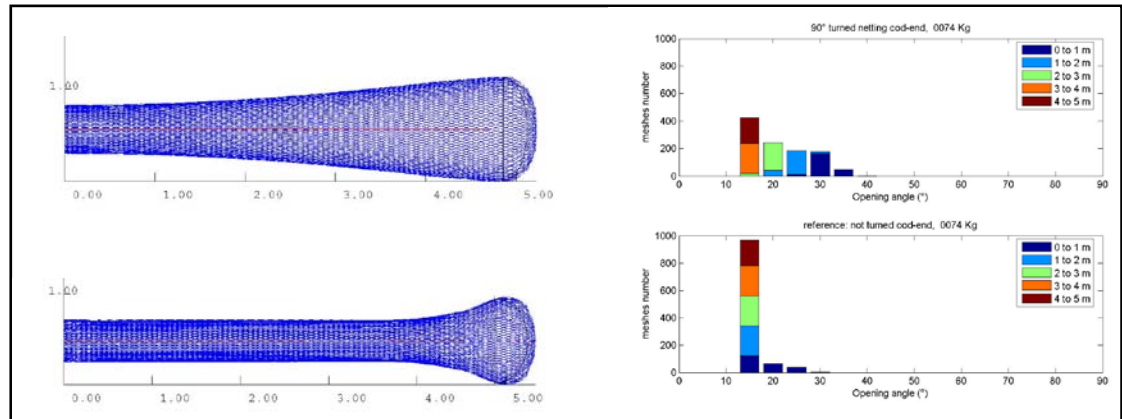 1.00
0.00 1.00 2.00 3.00 4.00 5.00
1.00
0.00 1.00 2.00 3.00 4.00 5.00
90° turned netting cod-end, 0074 Kg
1000
800
600
400
200
0
meshes number
0 to 1 m
1 to 2 m
2 to 3 m
3 to 4 m
4 to 5 m
0 10 20 30 40 50 60 70 80 90
Opening angle (°)
reference: not turned cod-end, 0074 Kg
1000
800
600
400
200
0
meshes number
0 to 1 m
1 to 2 m
2 to 3 m
3 to 4 m
4 to 5 m
0 10 20 30 40 50 60 70 80 90
Opening angle (°)